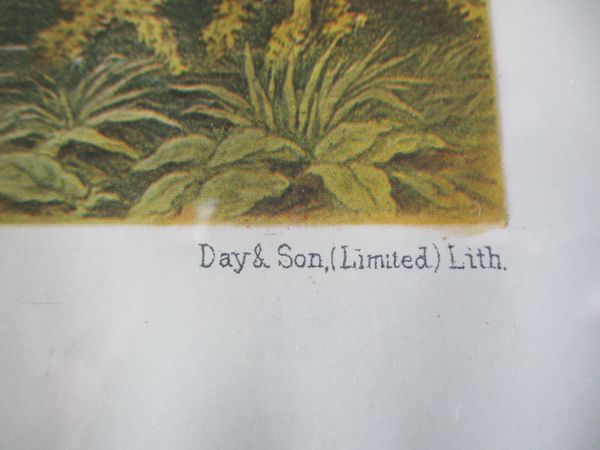 Day & Son,(Limited) Lith.